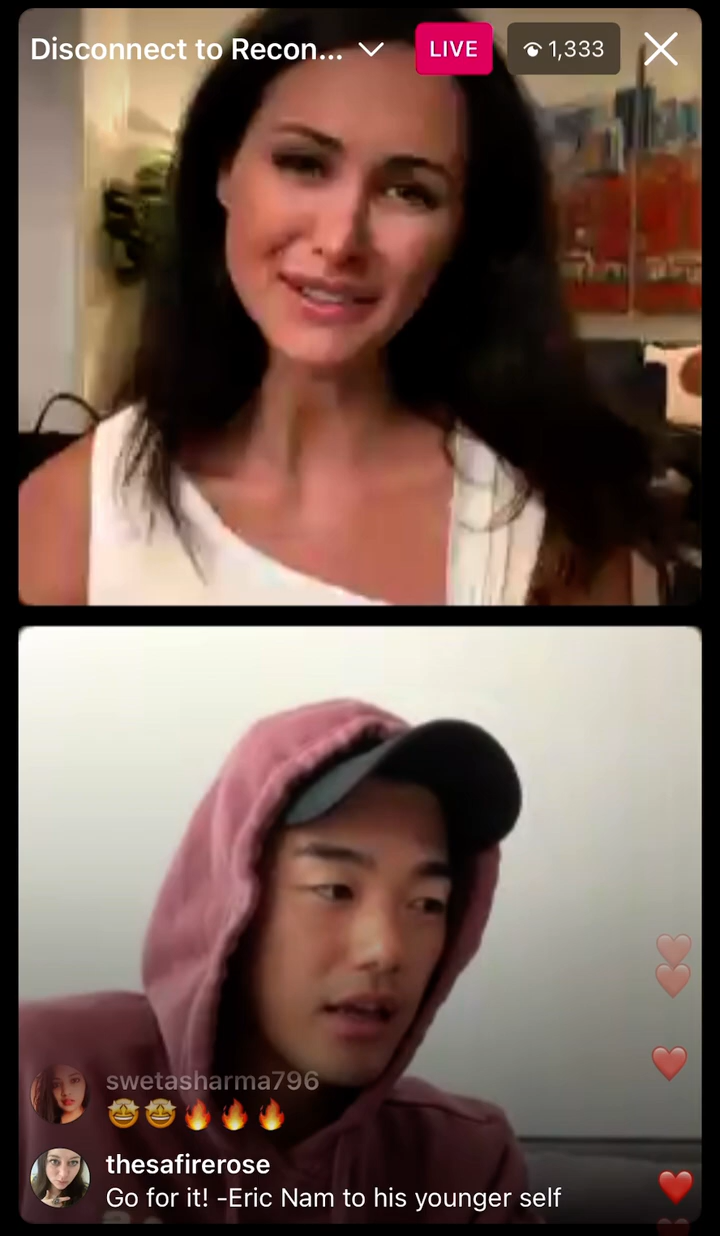 Disconnect to Recon...
LIVE
1,333
swetasharma796
🤩🤩🔥🔥🔥
thesafirerose
Go for it! -Eric Nam to his younger self